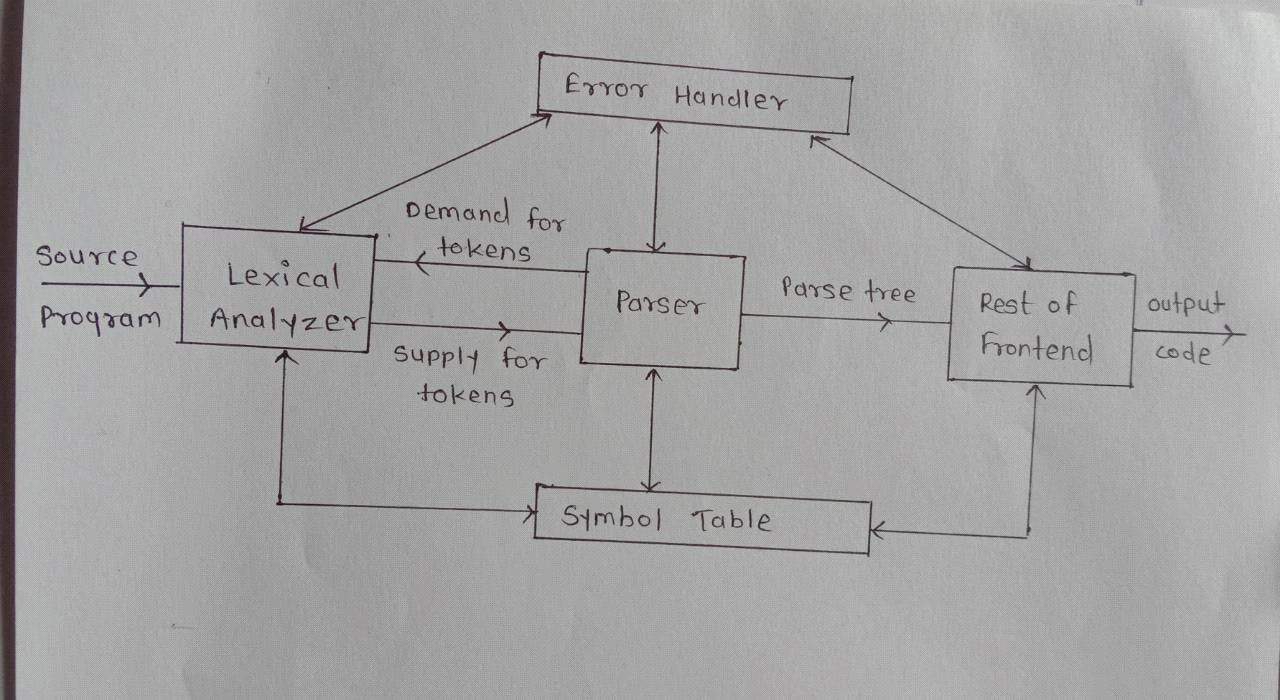 Error Handler
Demand for
tokens
Source
Program
Lexical
Analyzer
Supply for
tokens
Parser
Parse tree
Rest of
Frontend
output
code
Symbol Table